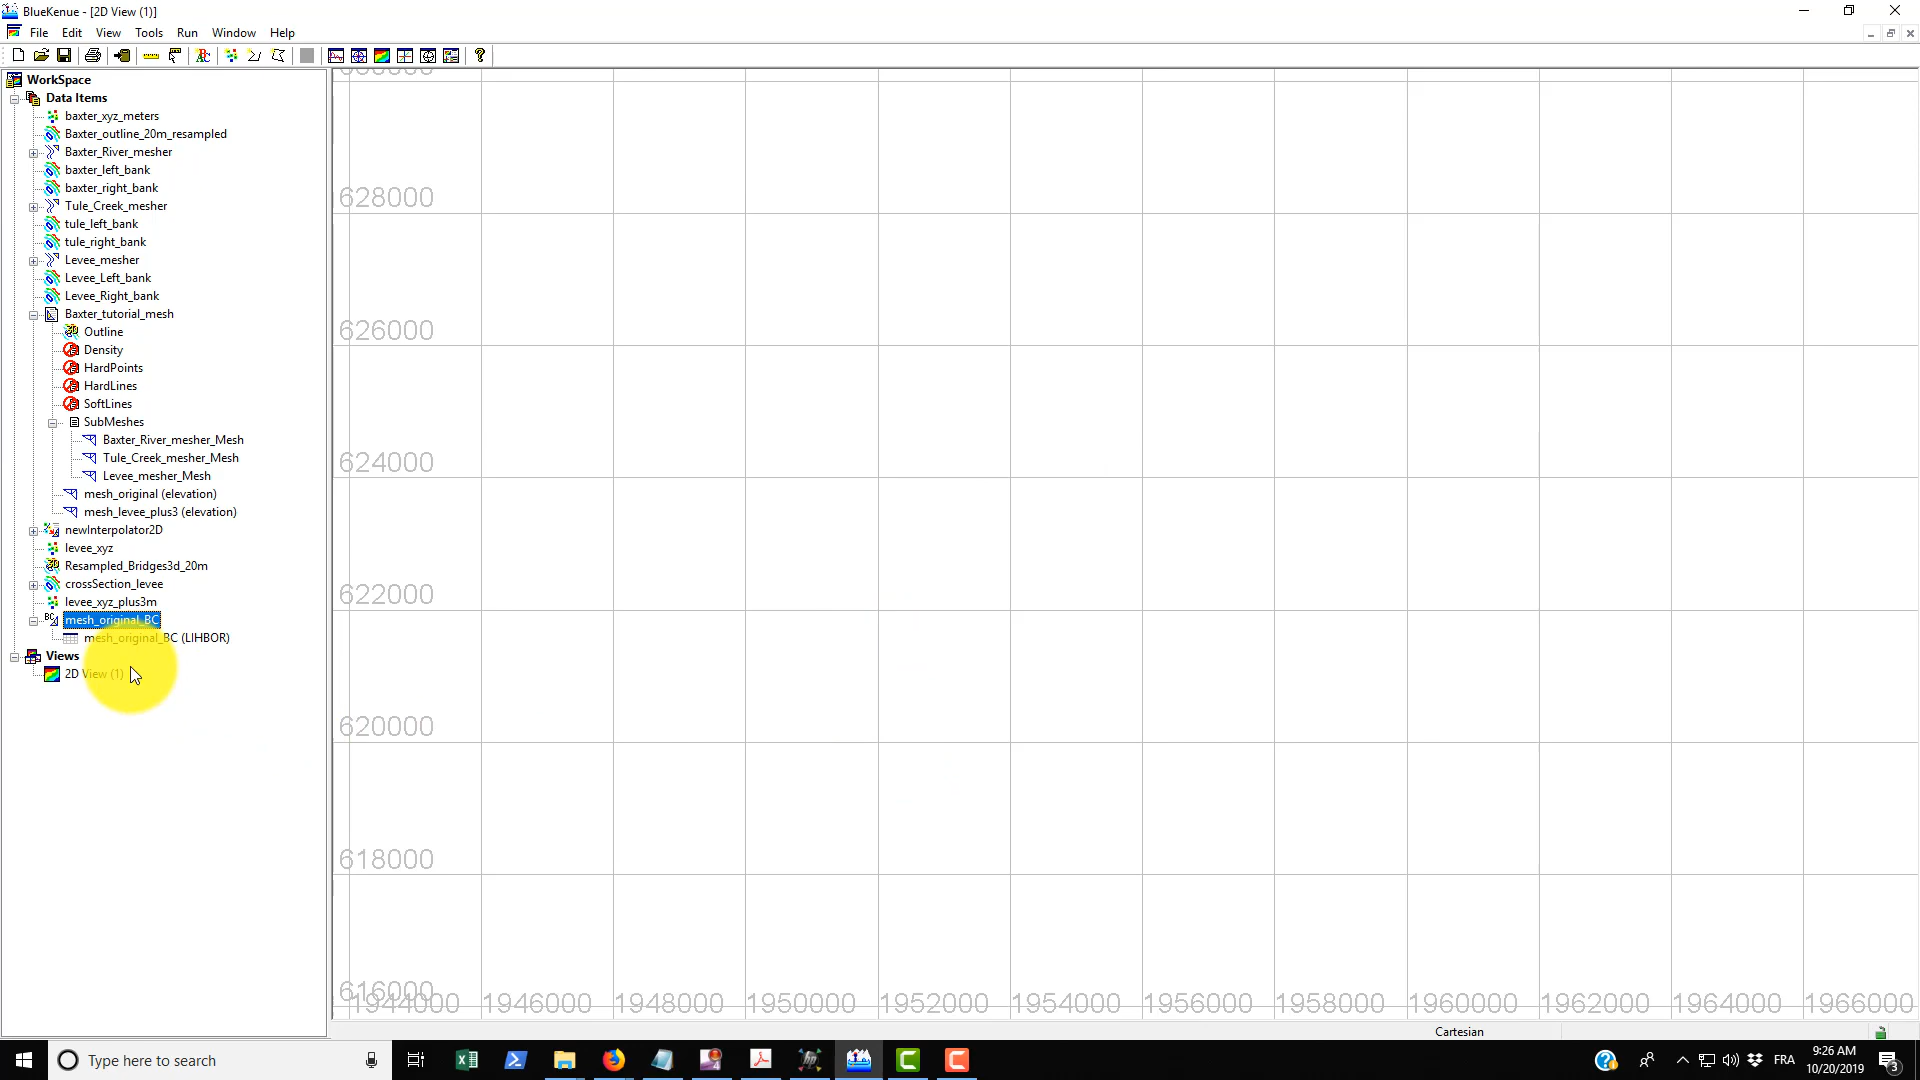 BlueKenue - [2D View (1)]
File Edit View Tools Run Window Help
WorkSpace
Data Items
baxter_xyz_meters
Baxter_outline_20m_resampled
Baxter_River_mesher
baxter_left_bank
baxter_right_bank
Tule_Creek_mesher
tule_left_bank
tule_right_bank
Levee_mesher
Levee_Left_bank
Levee_Right_bank
Baxter_tutorial_mesh
Outline
Density
HardPoints
HardLines
SoftLines
SubMeshes
Baxter_River_mesher_Mesh
Tule_Creek_mesher_Mesh
Levee_mesher_Mesh
mesh_original (elevation)
mesh_levee_plus3 (elevation)
newInterpolator2D
levee_xyz
Resampled_Bridges3d_20m
crossSection_levee
levee_xyz_plus3m
mesh_original_BC
mesh_original_BC (LIHBOR)
Views
2D View (1)
628000
626000
624000
622000
620000
618000
616000
1944000 1946000 1948000 1950000 1952000 1954000 1956000 1958000 1960000 1962000 1964000 1966000
Cartesian
Type here to search
FRA
9:26 AM
10/20/2019
3